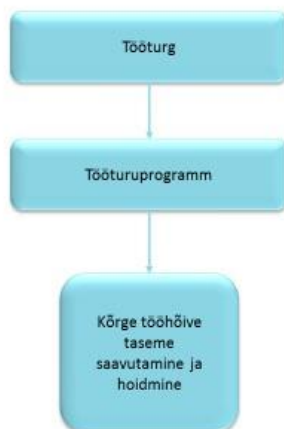 Tööturg
Tööturuprogramm
Kõrge tööhõive
taseme
saavutamine ja
hoidmine